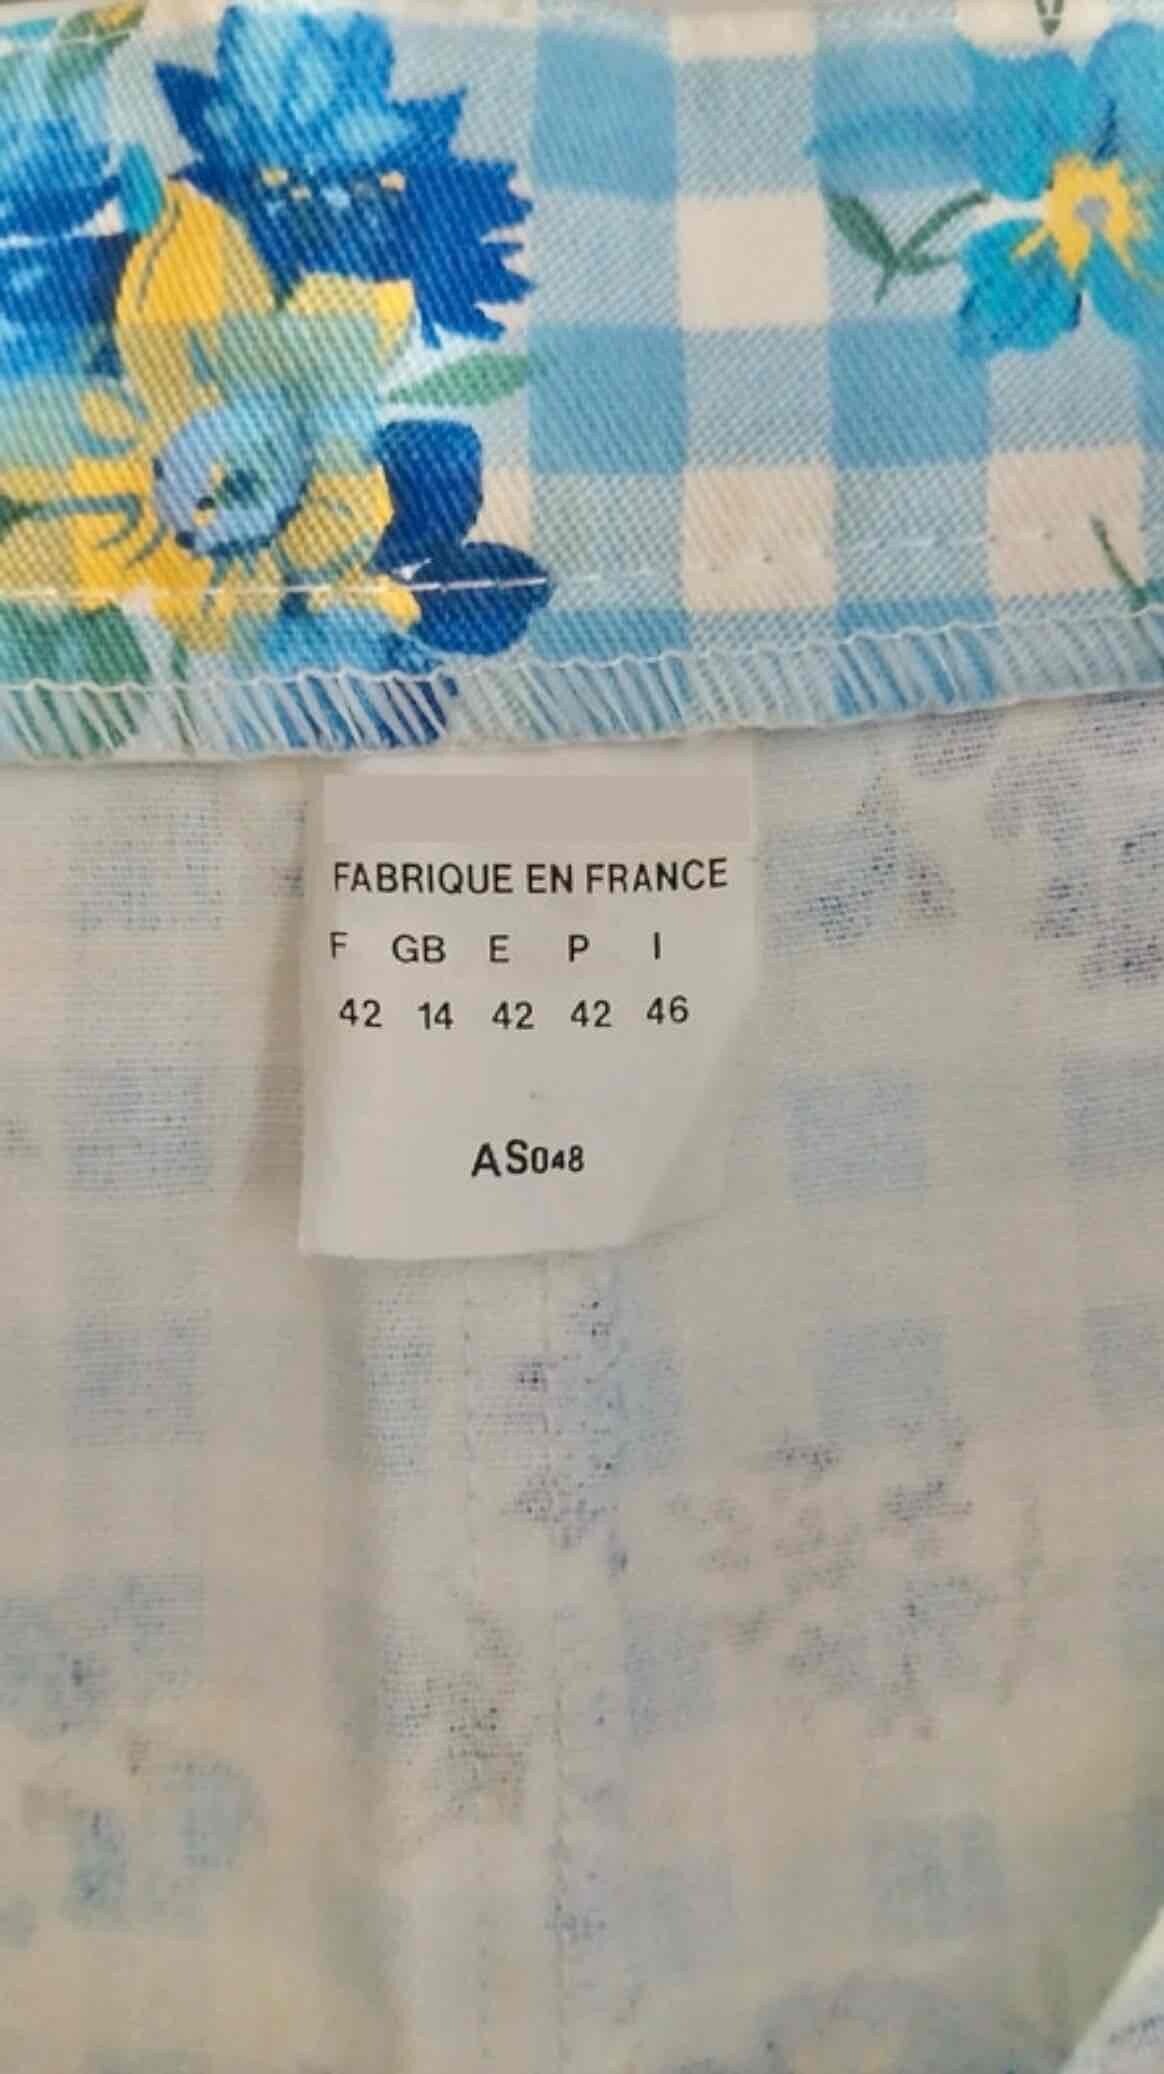 FABRIQUE EN FRANCE
F GB E P I
42 14 42 42 46
AS048